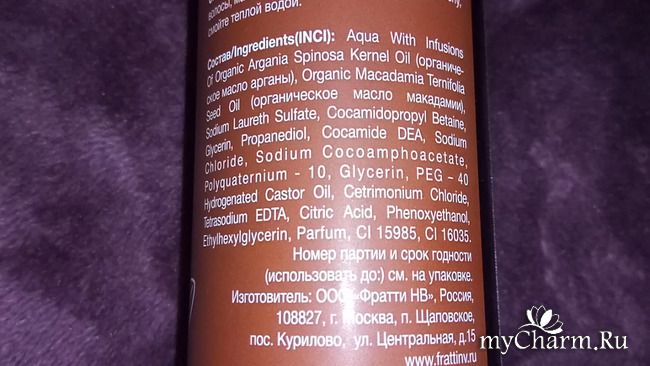 волосы,
смойте теплой водой.
Состав/Ingredients(INCI): Aqua With Infusions
Of Organic Argania Spinosa Kernel Oil (органиче-
ское масло арганы), Organic Macadamia Ternifolia
Seed Oil (органическое масло макадамии),
Sodium Laureth Sulfate, Cocamidopropyl Betaine,
Glycerin, Propanediol, Cocamide DEA, Sodium
Chloride, Sodium Cocoamphoacetate,
Polyquaternium - 10, Glycerin, PEG – 40
Hydrogenated Castor Oil, Cetrimonium Chloride,
Tetrasodium EDTA, Citric Acid, Phenoxyethanol,
Ethylhexylglycerin, Parfum, CI 15985, CI 16035.
Номер партии и срок годности
(использовать до:) см. на упаковке.
Изготовитель: ООО «Фратти НВ», Россия,
108827, г. Москва, п. Щаповское,
пос. Курилово, ул. Центральная, д.15
www.frattinv.ru
myCharm.Ru